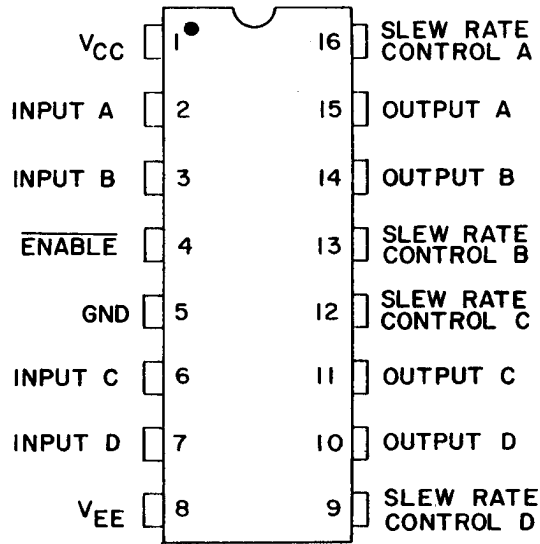 VCC 1 16 SLEW RATE
CONTROL A
INPUT A 2 15 OUTPUT A
INPUT B 3 14 OUTPUT B
ENABLE 4 13 SLEW RATE
CONTROL B
GND 5 12 SLEW RATE
CONTROL C
INPUT C 6 11 OUTPUT C
INPUT D 7 10 OUTPUT D
VEE 8 9 SLEW RATE
CONTROL D